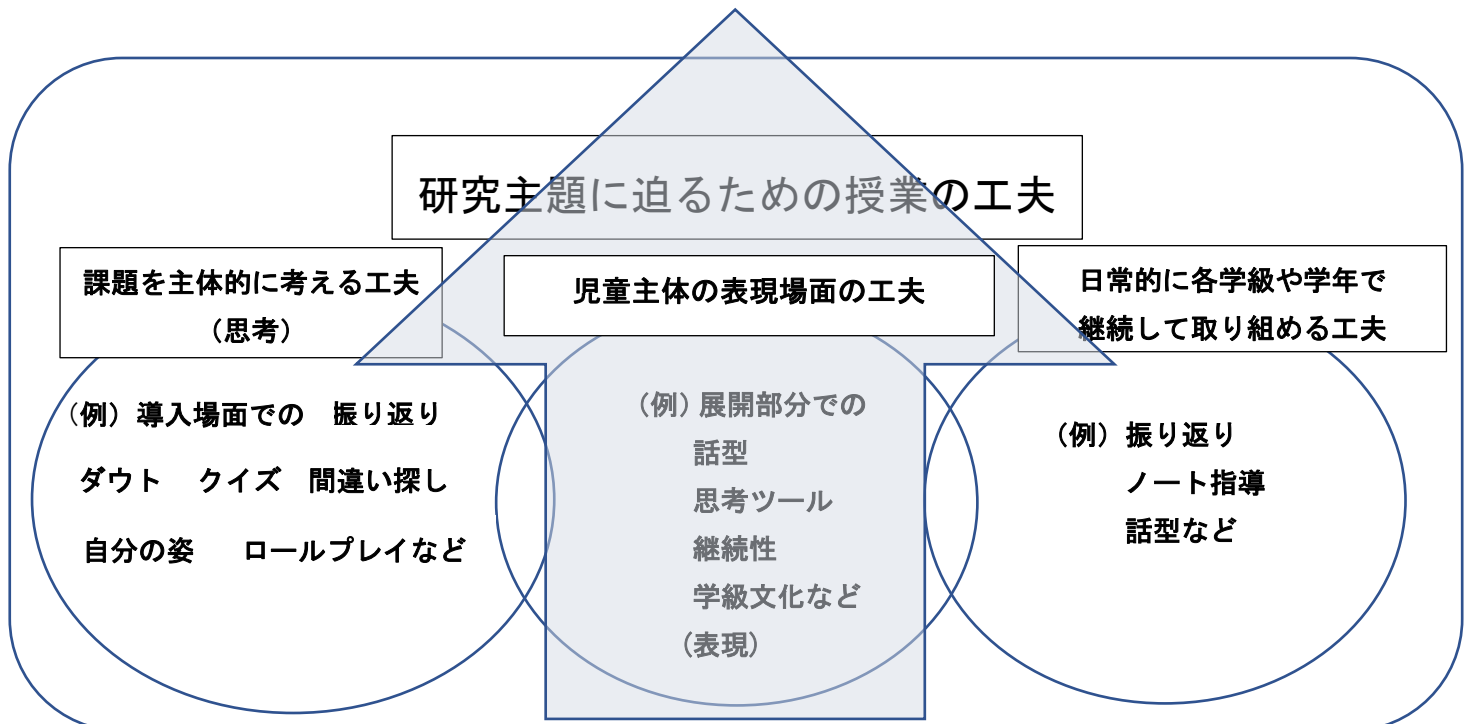 研究主題に迫るための授業の工夫
課題を主体的に考える工夫
（思考）
（例）導入場面での　振り返り
ダウト　クイズ　間違い探し
自分の姿　ロールプレイなど
児童主体の表現場面の工夫
（例）展開部分での
話型
思考ツール
継続性
学級文化など
（表現）
日常的に各学級や学年で
継続して取り組める工夫
（例）振り返り
ノート指導
話型など